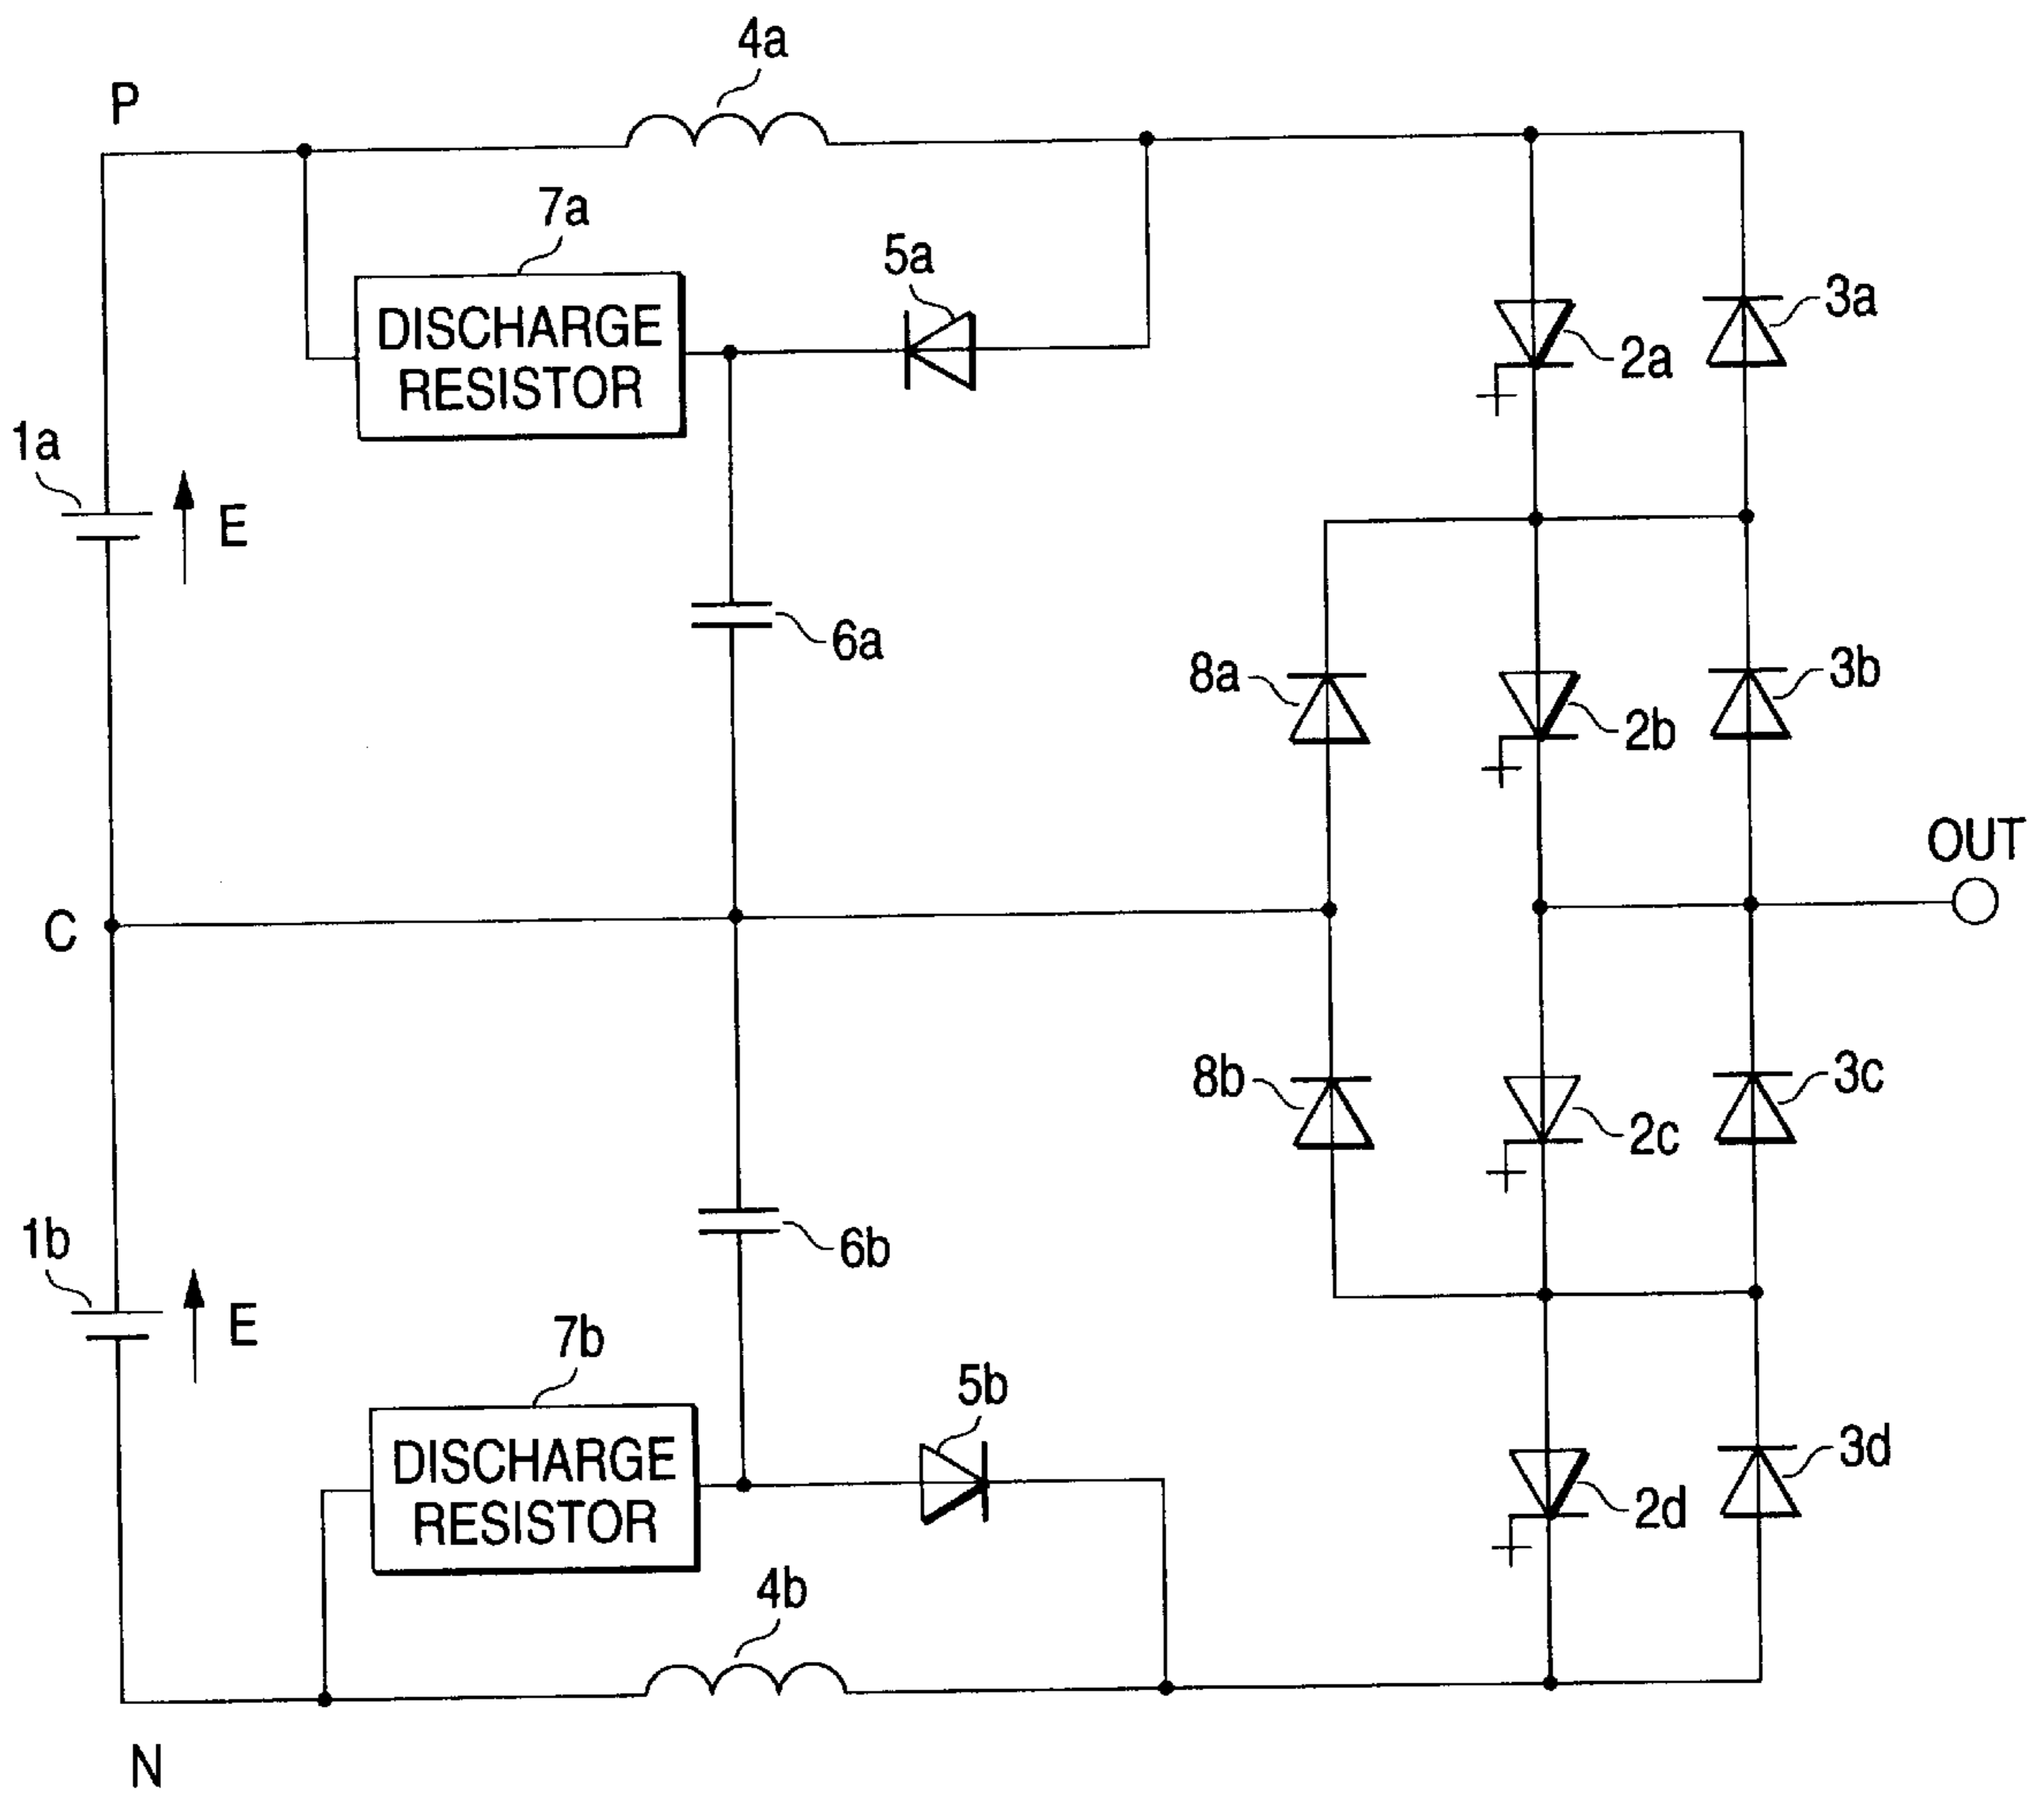 4a
P
7a
5a
DISCHARGE
RESISTOR
3a
2a
1a
E
6a
8a
3b
2b
OUT
C
8b
3c
2c
1b
E
6b
7b
5b
DISCHARGE
RESISTOR
3d
2d
4b
N